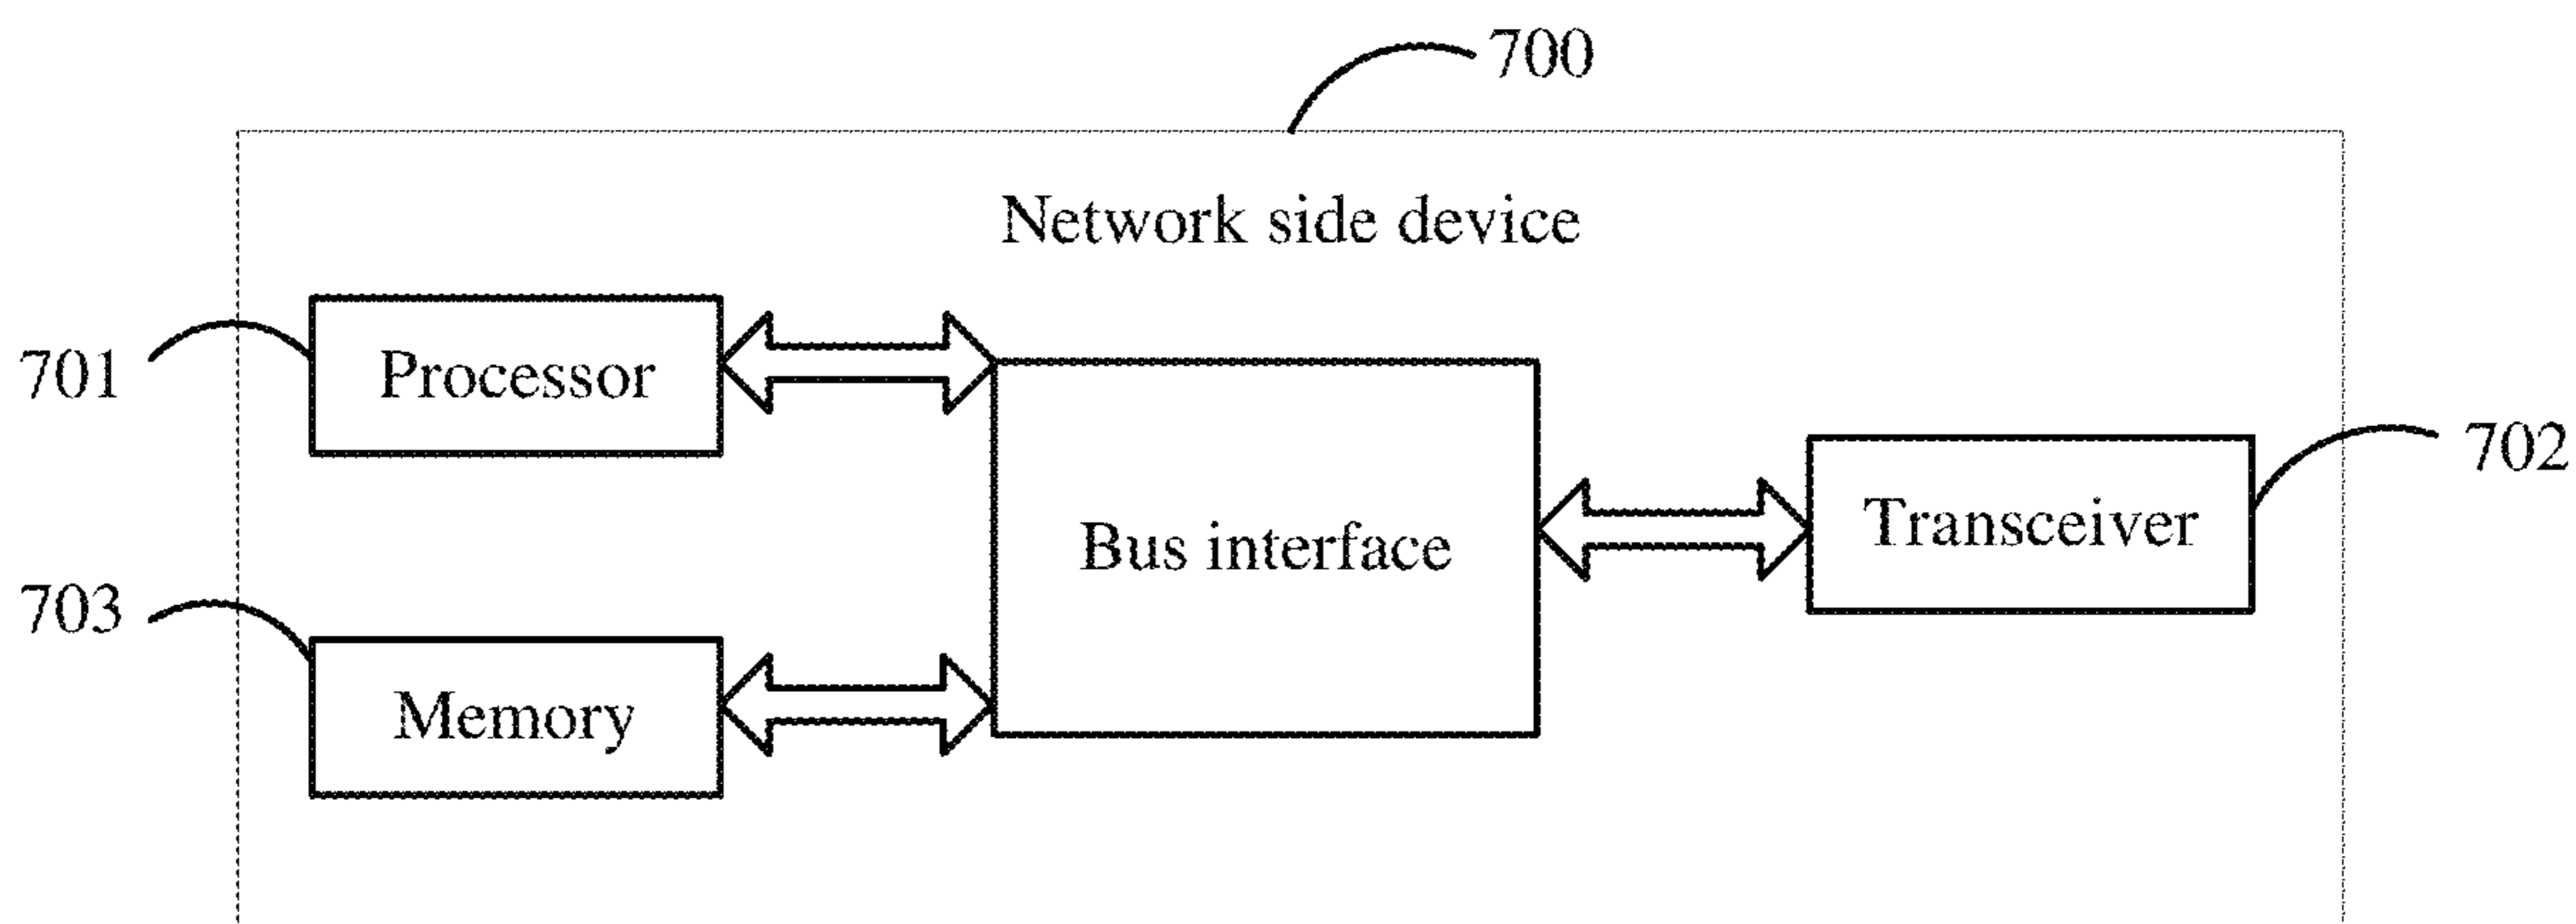 700
Network side device
701
Processor
702
Transceiver
Bus interface
703
Memory